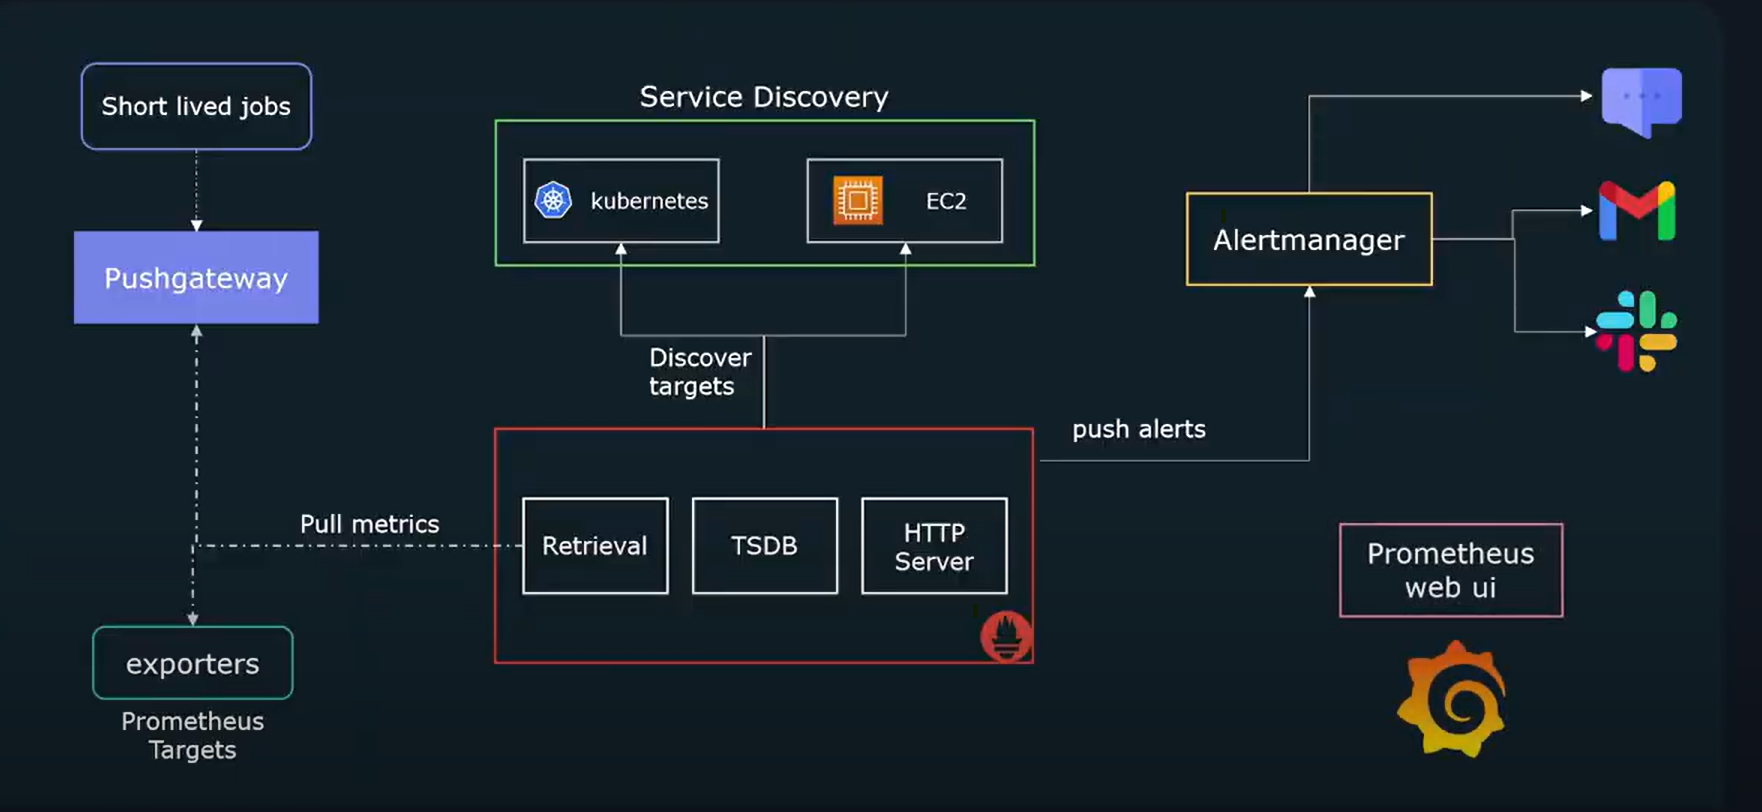 Short lived jobs
Pushgateway
Service Discovery
kubernetes
EC2
Discover
targets
Alertmanager
push alerts
Pull metrics
Retrieval
TSDB
HTTP
Server
exporters
Prometheus
Targets
Prometheus
web ui